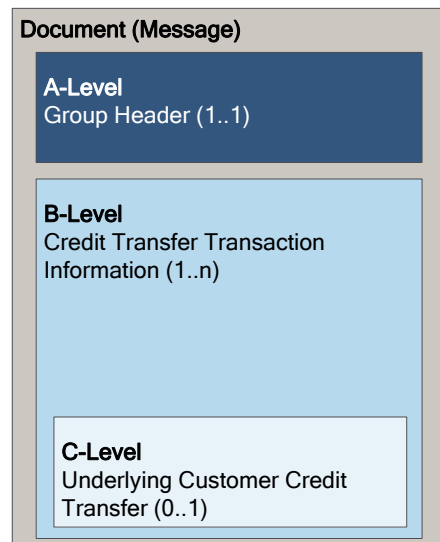 Document (Message)
A-Level
Group Header (1..1)
B-Level
Credit Transfer Transaction
Information (1..n)
C-Level
Underlying Customer Credit
Transfer (0..1)